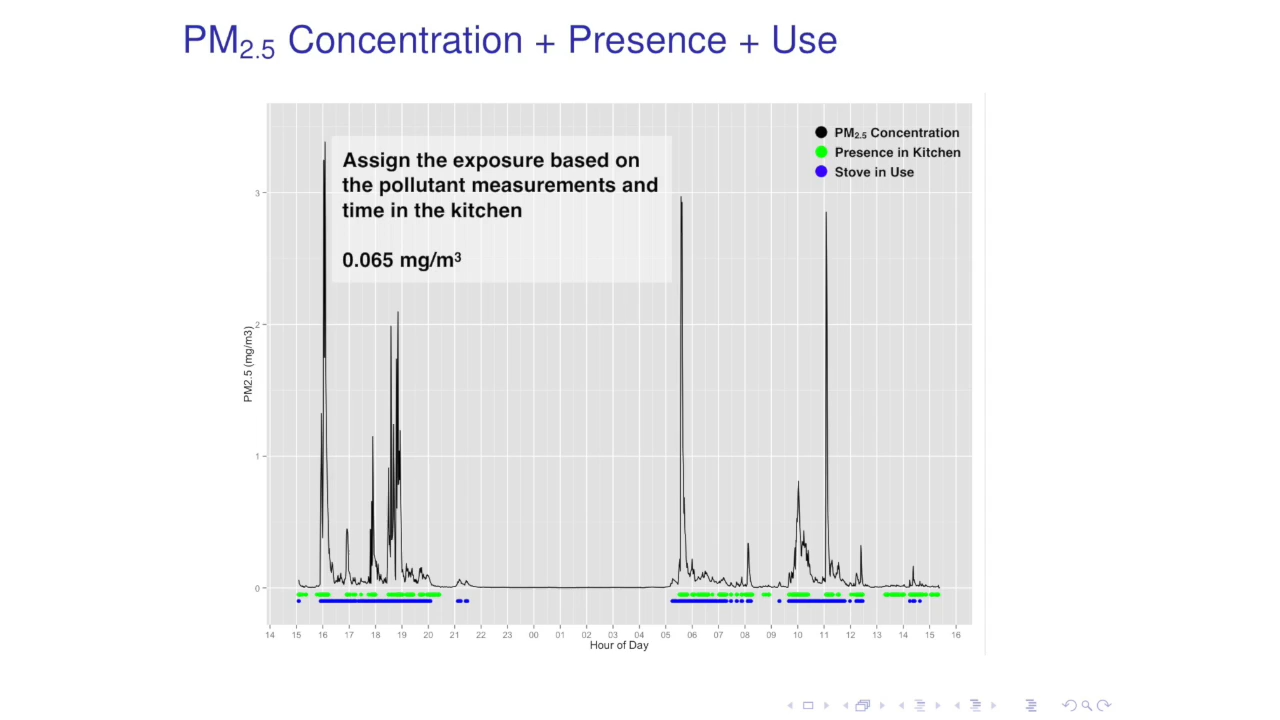 PM2.5 Concentration + Presence + Use
Assign the exposure based on
the pollutant measurements and
time in the kitchen
0.065 mg/m³
PM2.5 Concentration
Presence in Kitchen
Stove in Use
PM2.5 (mg/m3)
3
2
1
0
14 15 16 17 18 19 20 21 22 23 00 01 02 03 04 05 06 07 08 09 10 11 12 13 14 15 16
Hour of Day